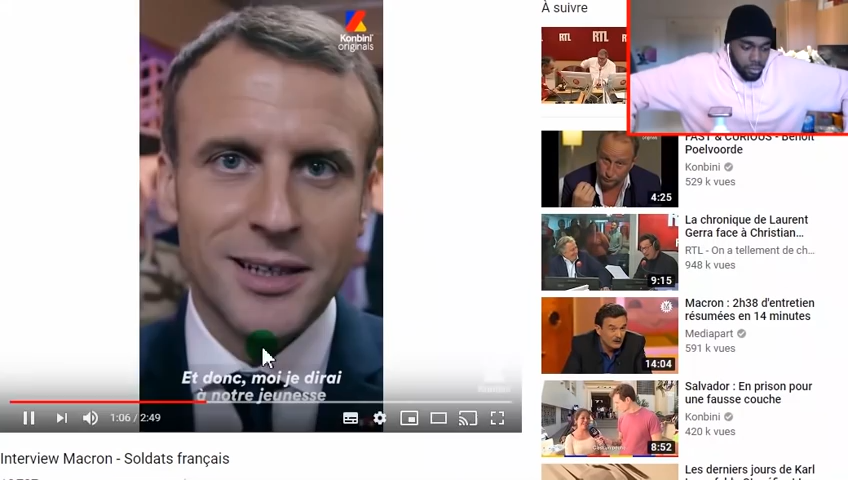 Konbini
originals
Et donc, moi je dirai
à notre jeunesse
1:06 / 2:49
Interview Macron - Soldats français
À suivre
RTL
RTL
FAST & CURIOUS - Benoît
Poelvoorde
Konbini
529 k vues
4:25
La chronique de Laurent
Gerra face à Christian...
RTL - On a tellement de ch...
948 k vues
9:15
Macron : 2h38 d'entretien
résumées en 14 minutes
Mediapart
591 k vues
14:04
Salvador : En prison pour
une fausse couche
Konbini
420 k vues
8:52
Les derniers jours de Karl